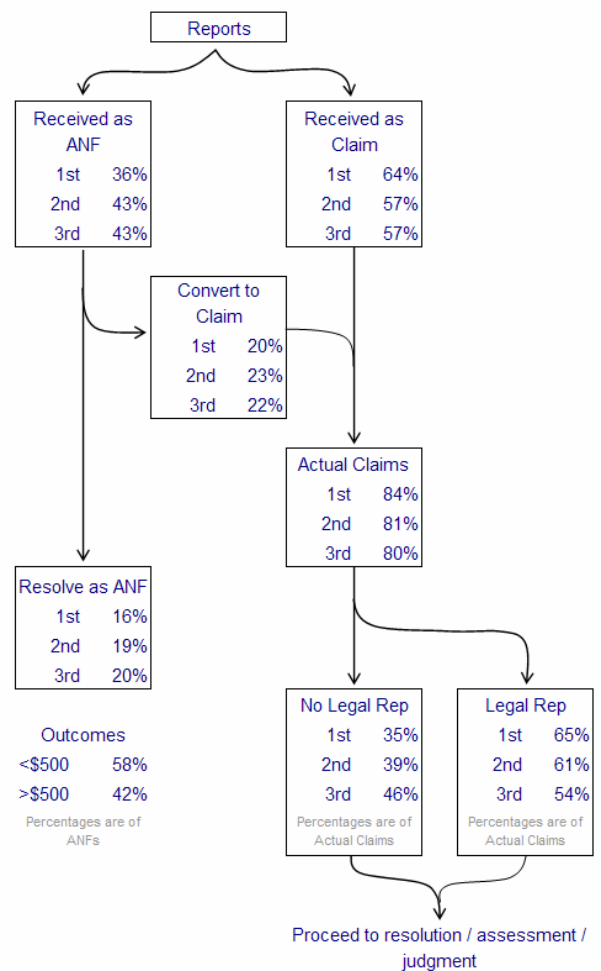 Reports
Received as
ANF
1st 36%
2nd 43%
3rd 43%
Received as
Claim
1st 64%
2nd 57%
3rd 57%
Convert to
Claim
1st 20%
2nd 23%
3rd 22%
Actual Claims
1st 84%
2nd 81%
3rd 80%
Resolve as ANF
1st 16%
2nd 19%
3rd 20%
Outcomes
<$500 58%
>$500 42%
Percentages are of
ANFs
No Legal Rep
1st 35%
2nd 39%
3rd 46%
Percentages are of
Actual Claims
Legal Rep
1st 65%
2nd 61%
3rd 54%
Percentages are of
Actual Claims
Proceed to resolution / assessment /
judgment